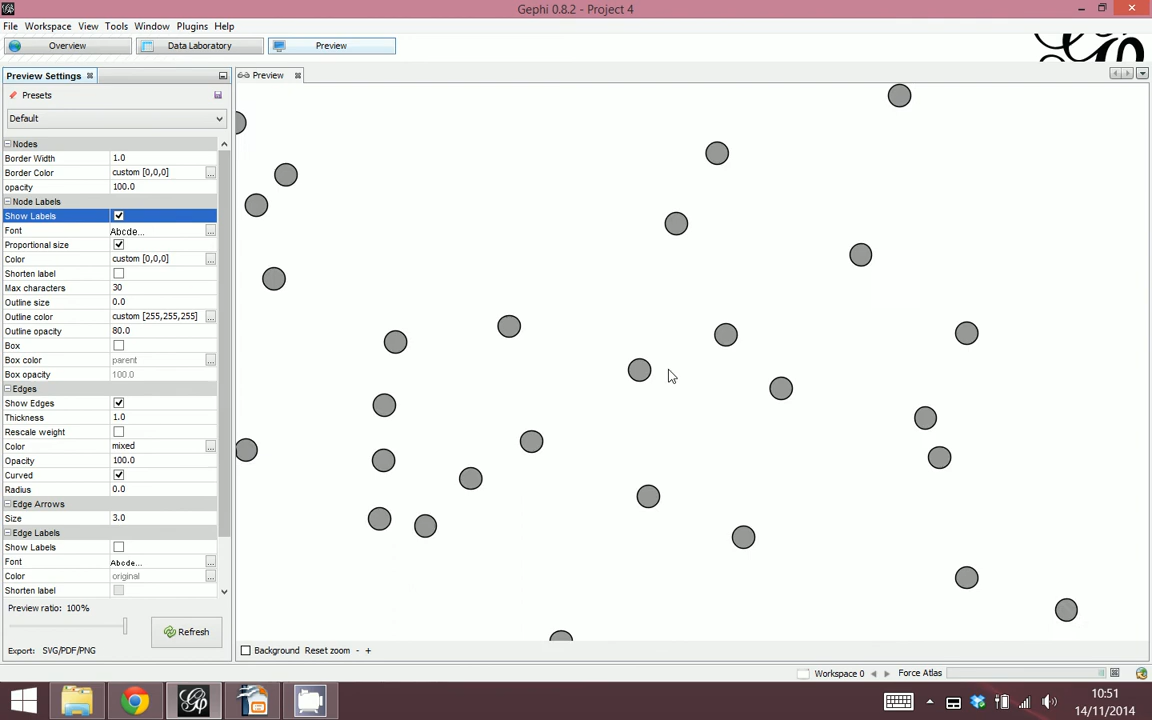 Gephi 0.8.2 - Project 4
File Workspace View Tools Window Plugins Help
Overview Data Laboratory Preview
Preview Settings
Preview
Presets
Default
Nodes
Border Width 1.0
Border Color custom [0,0,0] ...
opacity 100.0
Node Labels
Show Labels
Font Abcde... ...
Proportional size
Color custom [0,0,0] ...
Shorten label
Max characters 30
Outline size 0.0
Outline color custom [255,255,255] ...
Outline opacity 80.0
Box
Box color parent ...
Box opacity 100.0
Edges
Show Edges
Thickness 1.0
Rescale weight
Color mixed ...
Opacity 100.0
Curved
Radius 0.0
Edge Arrows
Size 3.0
Edge Labels
Show Labels
Font Abcde... ...
Color original ...
Shorten label
Preview ratio: 100%
Refresh
Export: SVG/PDF/PNG
Background Reset zoom - +
Workspace 0 Force Atlas
10:51
14/11/2014